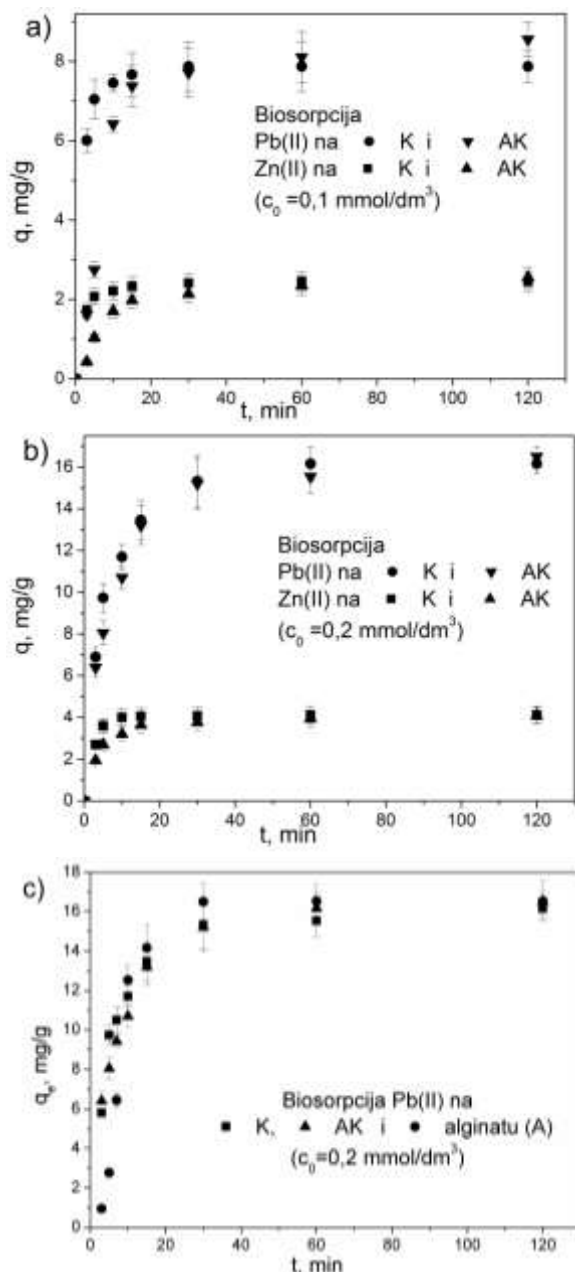 a)
8
6
4
2
0
q, mg/g
Biosorpcija
Pb(II) na ● K i ▼ AK
Zn(II) na ■ K i ▲ AK
(c₀ =0,1 mmol/dm³)
0 20 40 60 80 100 120
t, min
b)
16
14
12
10
8
6
4
2
0
q, mg/g
Biosorpcija
Pb(II) na ● K i ▼ AK
Zn(II) na ■ K i ▲ AK
(c₀ =0,2 mmol/dm³)
0 20 40 60 80 100 120
t, min
c)
18
16
14
12
10
8
6
4
2
0
qₑ, mg/g
Biosorpcija Pb(II) na
■ K, ▲ AK i ● alginatu (A)
(c₀=0,2 mmol/dm³)
0 20 40 60 80 100 120
t, min